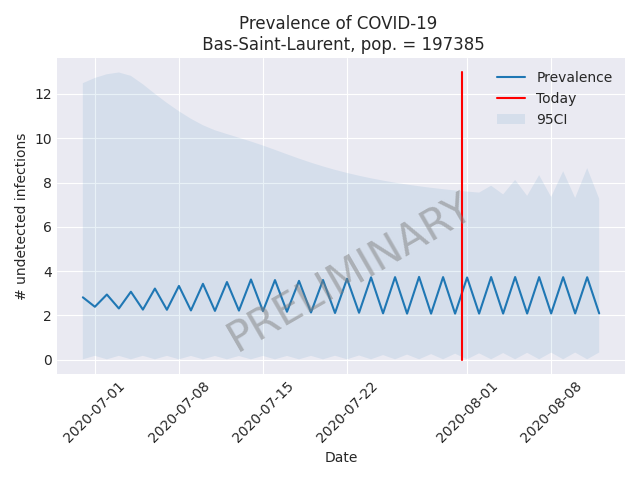 Prevalence of COVID-19
Bas-Saint-Laurent, pop. = 197385
Prevalence
Today
95CI
# undetected infections
12
10
8
6
4
2
0
PRELIMINARY
2020-07-01
2020-07-08
2020-07-15
2020-07-22
2020-08-01
2020-08-08
Date